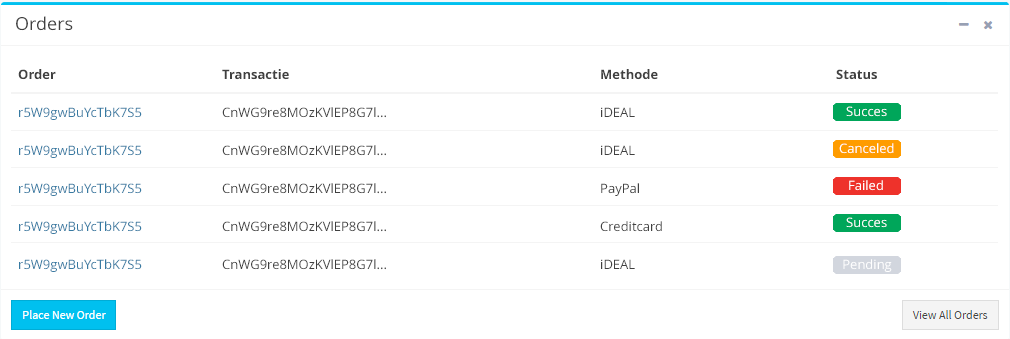 Orders
Order Transactie Methode Status
r5W9gwBuYcTbK7S5 CnWG9re8MOzKVlEP8G7l... iDEAL Succes
r5W9gwBuYcTbK7S5 CnWG9re8MOzKVlEP8G7l... iDEAL Canceled
r5W9gwBuYcTbK7S5 CnWG9re8MOzKVlEP8G7l... PayPal Failed
r5W9gwBuYcTbK7S5 CnWG9re8MOzKVlEP8G7l... Creditcard Succes
r5W9gwBuYcTbK7S5 CnWG9re8MOzKVlEP8G7l... iDEAL Pending
Place New Order View All Orders